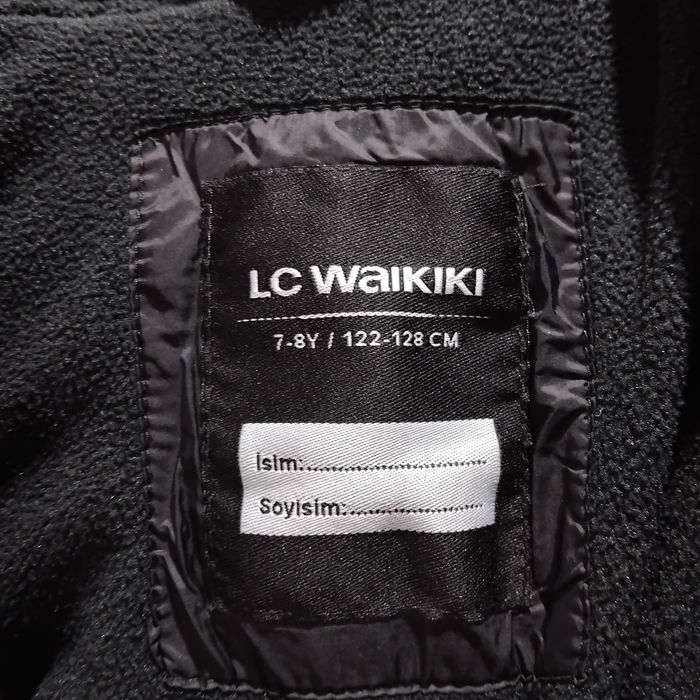 LC WAIKIKI
7-8Y / 122-128 CM
İsim:..............................
Soyisim:........................